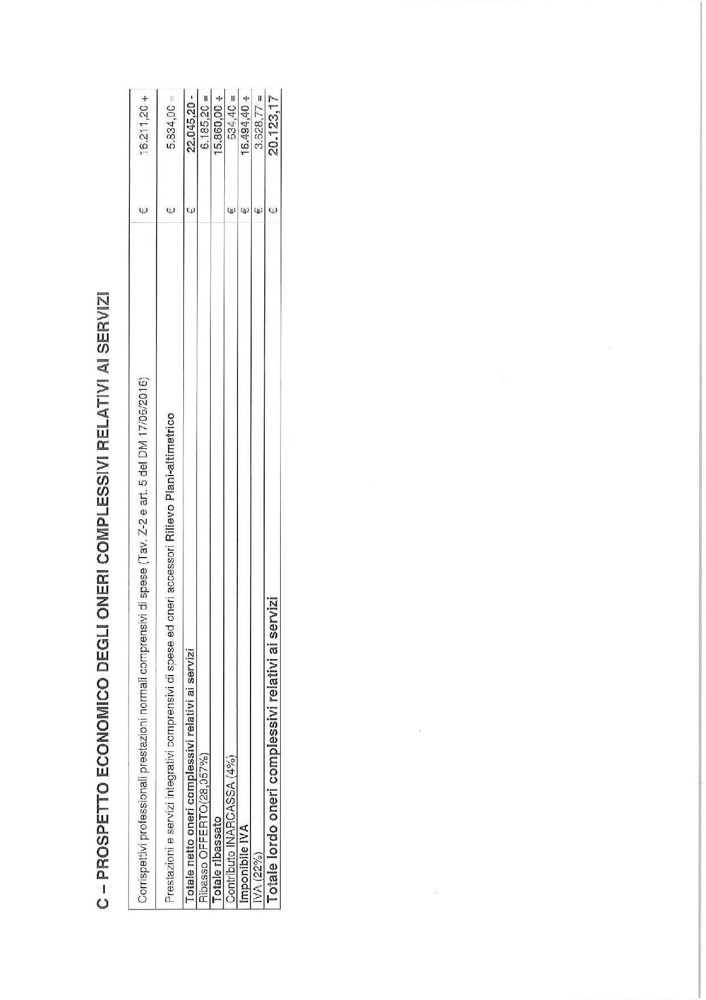 C – PROSPETTO ECONOMICO DEGLI ONERI COMPLESSIVI RELATIVI AI SERVIZI
Corrispettivi professionali prestazioni normali comprensivi di spese (Tav. Z-2 e art. 5 del DM 17/06/2016) € 16.211,20 +
Prestazioni e servizi integrativi comprensivi di spese ed oneri accessori Rilievo Plani-altimetrico € 5.834,00 =
Totale netto oneri complessivi relativi ai servizi € 22.045,20 -
Ribasso OFFERTO(28,057%) 6.185,20 =
Totale ribassato 15.860,00 +
Contributo INARCASSA (4%) € 634,40 =
Imponibile IVA € 16.494,40 +
IVA (22%) € 3.628,77 =
Totale lordo oneri complessivi relativi ai servizi € 20.123,17